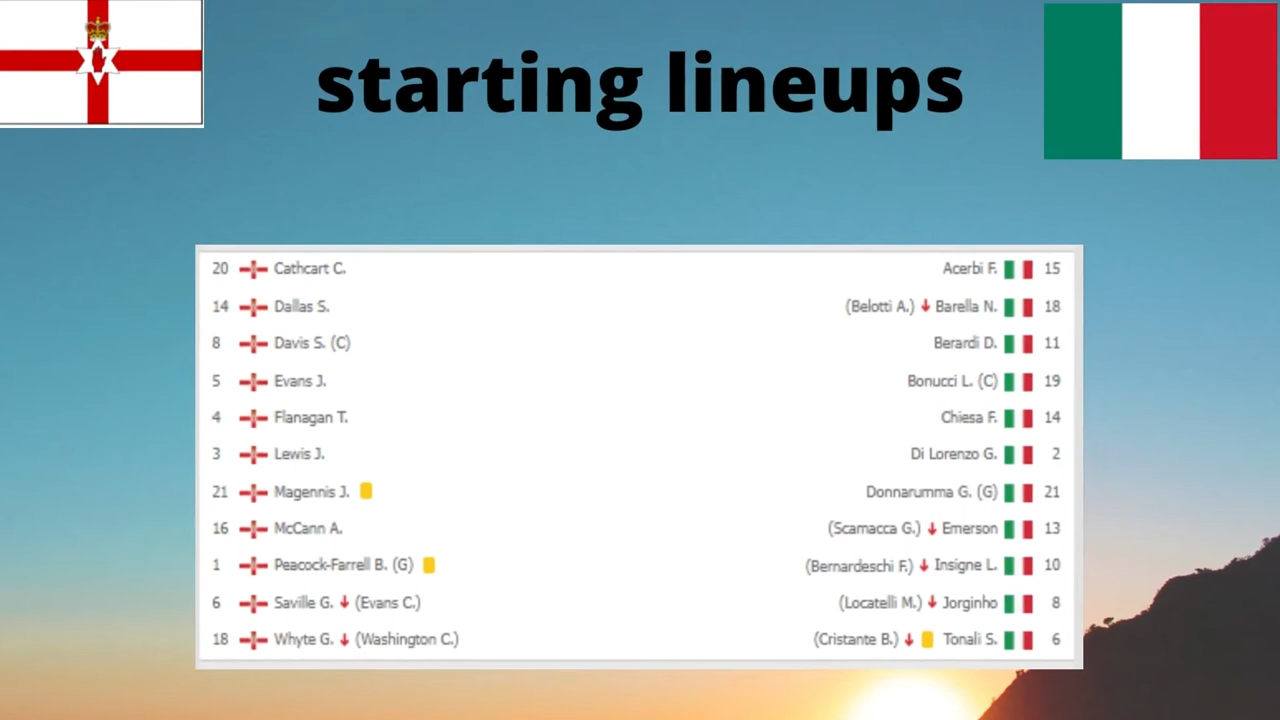 starting lineups
20 Cathcart C. Acerbi F. 15
14 Dallas S. (Belotti A.) Barella N. 18
8 Davis S. (C) Berardi D. 11
5 Evans J. Bonucci L. (C) 19
4 Flanagan T. Chiesa F. 14
3 Lewis J. Di Lorenzo G. 2
21 Magennis J. Donnarumma G. (G) 21
16 McCann A. (Scamacca G.) Emerson 13
1 Peacock-Farrell B. (G) (Bernardeschi F.) Insigne L. 10
6 Saville G. (Evans C.) (Locatelli M.) Jorginho 8
18 Whyte G. (Washington C.) (Cristante B.) Tonali S. 6